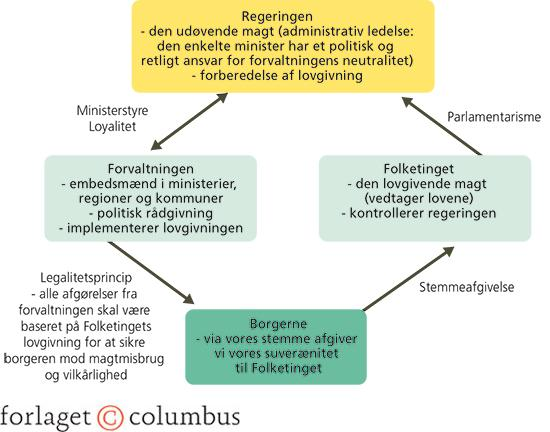 Regeringen
- den udøvende magt (administrativ ledelse:
den enkelte minister har et politisk og
retligt ansvar for forvaltningens neutralitet)
- forberedelse af lovgivning
Ministerstyre
Loyalitet
Parlamentarisme
Forvaltningen
- embedsmænd i ministerier,
regioner og kommuner
- politisk rådgivning
- implementerer lovgivningen
Folketinget
- den lovgivende magt
(vedtager lovene)
- kontrollerer regeringen
Legalitetsprincip
- alle afgørelser fra
forvaltningen skal være
baseret på Folketingets
lovgivning for at sikre
borgeren mod magtmisbrug
og vilkårlighed
Stemmeafgivelse
Borgerne
- via vores stemme afgiver
vi vores suverænitet
til Folketinget
forlaget © columbus